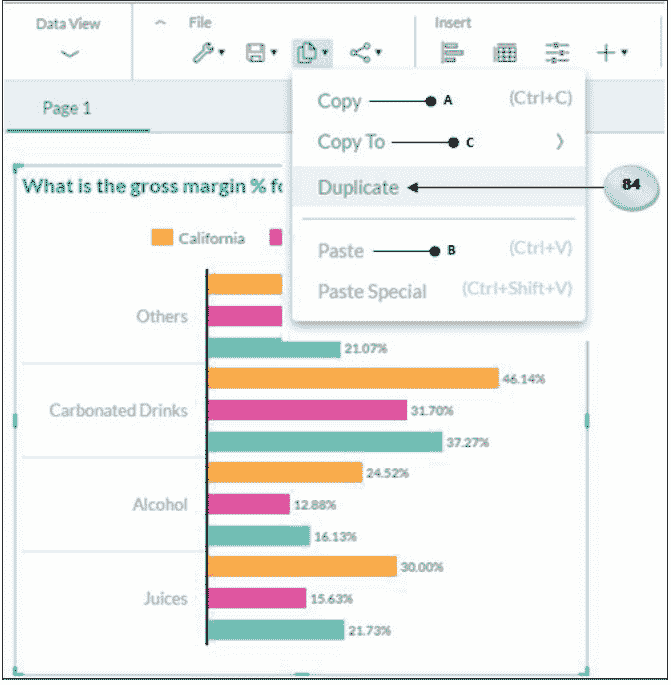 Data View
File
Insert
Page 1
Copy A (Ctrl+C)
Copy To C
Duplicate 84
Paste B (Ctrl+V)
Paste Special (Ctrl+Shift+V)
What is the gross margin % fo
California
Others
21.07%
46.14%
Carbonated Drinks 31.70%
37.27%
24.52%
Alcohol 12.88%
16.13%
30.00%
Juices 15.63%
21.73%